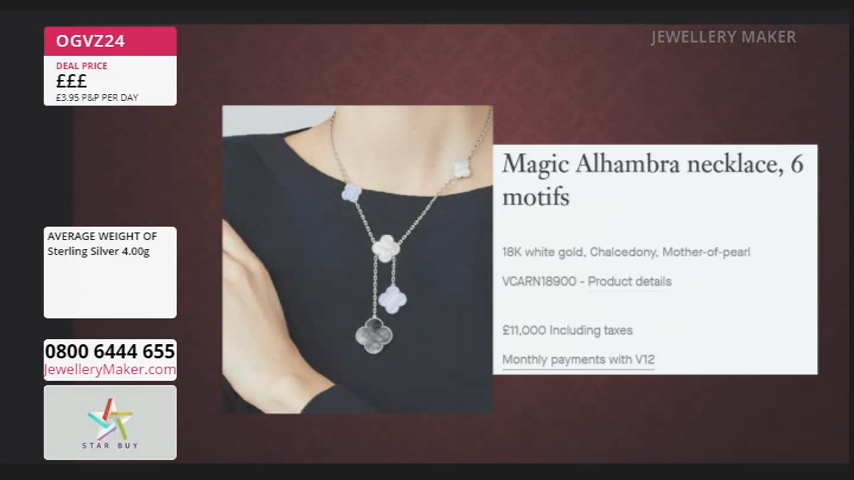 OGVZ24
DEAL PRICE
£££
£3.95 P&P PER DAY
JEWELLERY MAKER
Magic Alhambra necklace, 6
motifs
18K white gold, Chalcedony, Mother-of-pearl
VCARN18900 - Product details
£11,000 Including taxes
Monthly payments with V12
AVERAGE WEIGHT OF
Sterling Silver 4.00g
0800 6444 655
JewelleryMaker.com
STAR BUY